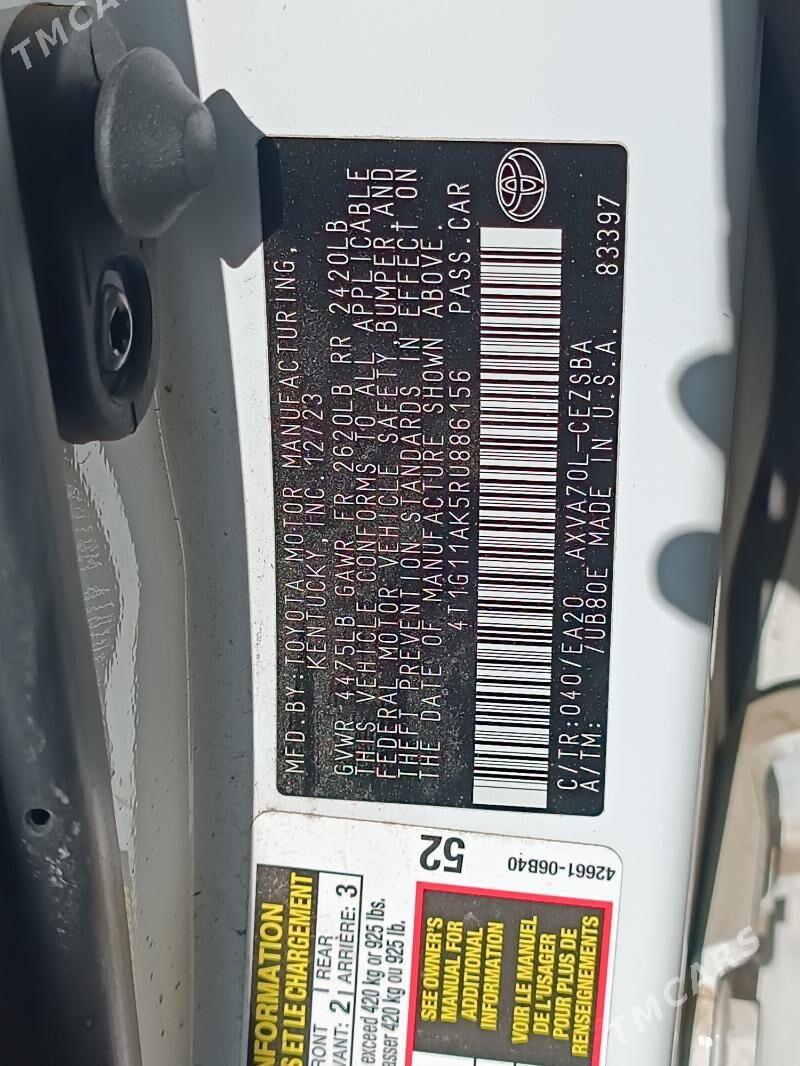 TMCARS
MFD.BY:TOYOTA MOTOR MANUFACTURING,
KENTUCKY, INC. 12/23
GVWR 4475LB GAWR FR 2620LB RR 2420LB
THIS VEHICLE CONFORMS TO ALL APPLICABLE
FEDERAL MOTOR VEHICLE SAFETY,BUMPER,AND
THEFT PREVENTION STANDARDS IN EFFECT ON
THE DATE OF MANUFACTURE SHOWN ABOVE.
4T1G11AK5RU886156 PASS.CAR
C/TR:040/EA20 AXVA70L-CEZSBA
A/TM: /UB80E MADE IN U.S.A. 83397
INFORMATION
S ET LE CHARGEMENT
RONT 2 REAR 3
VANT: ARRIÈRE:
exceed 420 kg or 925 lbs.
asser 420 kg ou 925 lb.
52
SEE OWNER'S
MANUAL FOR
ADDITIONAL
INFORMATION
VOIR LE MANUEL
DE L'USAGER
POUR PLUS DE
RENSEIGNEMENTS
42661-06B40
TMCARS